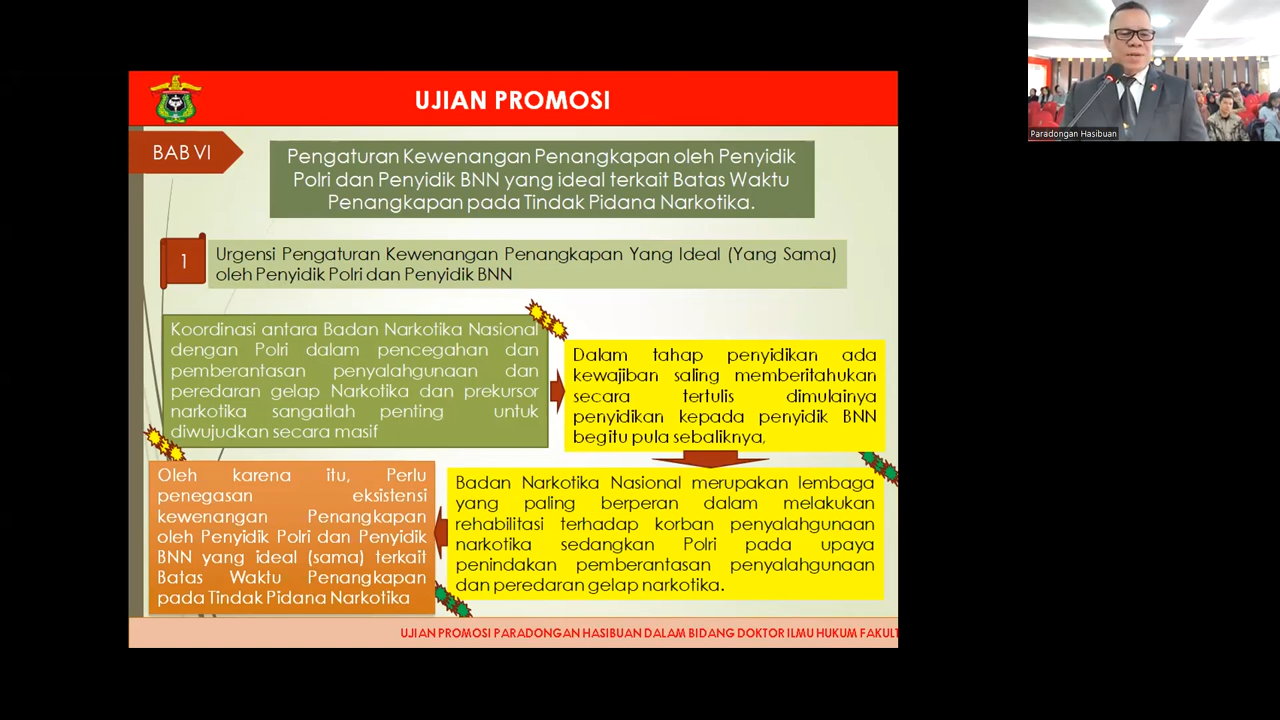 UJIAN PROMOSI
BAB VI
Pengaturan Kewenangan Penangkapan oleh Penyidik
Polri dan Penyidik BNN yang ideal terkait Batas Waktu
Penangkapan pada Tindak Pidana Narkotika.
1
Urgensi Pengaturan Kewenangan Penangkapan Yang Ideal (Yang Sama)
oleh Penyidik Polri dan Penyidik BNN
Koordinasi antara Badan Narkotika Nasional
dengan Polri dalam pencegahan dan
pemberantasan penyalahgunaan dan
peredaran gelap Narkotika dan prekursor
narkotika sangatlah penting untuk
diwujudkan secara masif
Dalam tahap penyidikan ada
kewajiban saling memberitahukan
secara tertulis dimulainya
penyidikan kepada penyidik BNN
begitu pula sebaliknya,
Badan Narkotika Nasional merupakan lembaga
yang paling berperan dalam melakukan
rehabilitasi terhadap korban penyalahgunaan
narkotika sedangkan Polri pada upaya
penindakan pemberantasan penyalahgunaan
dan peredaran gelap narkotika.
Oleh karena itu, Perlu
penegasan eksistensi
kewenangan Penangkapan
oleh Penyidik Polri dan Penyidik
BNN yang ideal (sama) terkait
Batas Waktu Penangkapan
pada Tindak Pidana Narkotika
UJIAN PROMOSI PARADONGAN HASIBUAN DALAM BIDANG DOKTOR ILMU HUKUM FAKULT
Paradongan Hasibuan